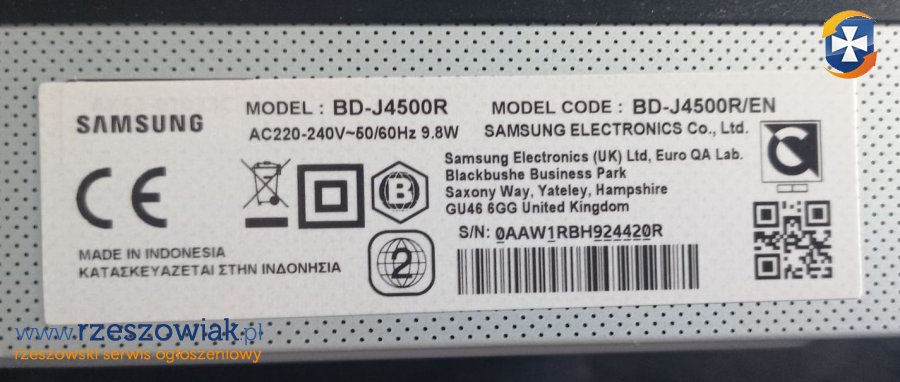 SAMSUNG
MODEL : BD-J4500R
MODEL CODE : BD-J4500R/EN
AC220-240V~50/60Hz 9.8W
SAMSUNG ELECTRONICS Co., Ltd.
Samsung Electronics (UK) Ltd, Euro QA Lab.
Blackbushe Business Park
Saxony Way, Yateley, Hampshire
GU46 6GG United Kingdom
S/N: 0AAW1RBH924420R
CE
B
2
MADE IN INDONESIA
ΚΑΤΑΣΚΕΥΑΖΕΤΑΙ ΣΤΗΝ ΙΝΔΟΝΗΣΙΑ
www.rzeszowiak.pl
rzeszowski serwis ogłoszeniowy